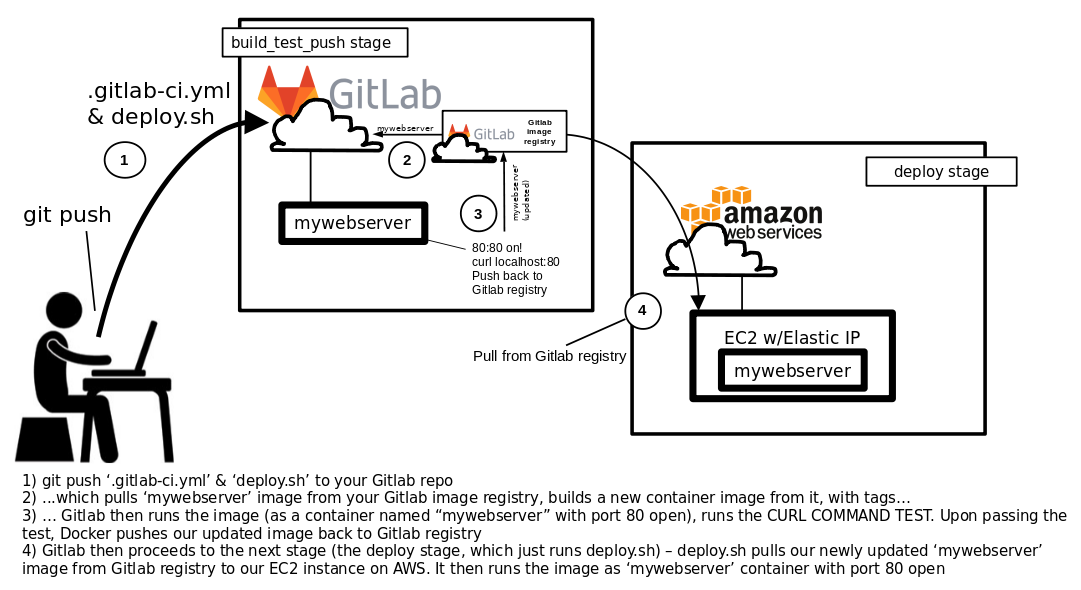 build_test_push stage
.gitlab-ci.yml
& deploy.sh
GitLab
mywebserver
GitLab
Gitlab
image
registry
1
2
deploy stage
git push
3
mywebserver
(updated)
amazon
webservices
mywebserver
80:80 on!
curl localhost:80
Push back to
Gitlab registry
4
EC2 w/Elastic IP
Pull from Gitlab registry
mywebserver
1) git push ‘.gitlab-ci.yml’ & ‘deploy.sh’ to your Gitlab repo
2) ...which pulls ‘mywebserver’ image from your Gitlab image registry, builds a new container image from it, with tags…
3) … Gitlab then runs the image (as a container named “mywebserver” with port 80 open), runs the CURL COMMAND TEST. Upon passing the
test, Docker pushes our updated image back to Gitlab registry
4) Gitlab then proceeds to the next stage (the deploy stage, which just runs deploy.sh) – deploy.sh pulls our newly updated ‘mywebserver’
image from Gitlab registry to our EC2 instance on AWS. It then runs the image as ‘mywebserver’ container with port 80 open